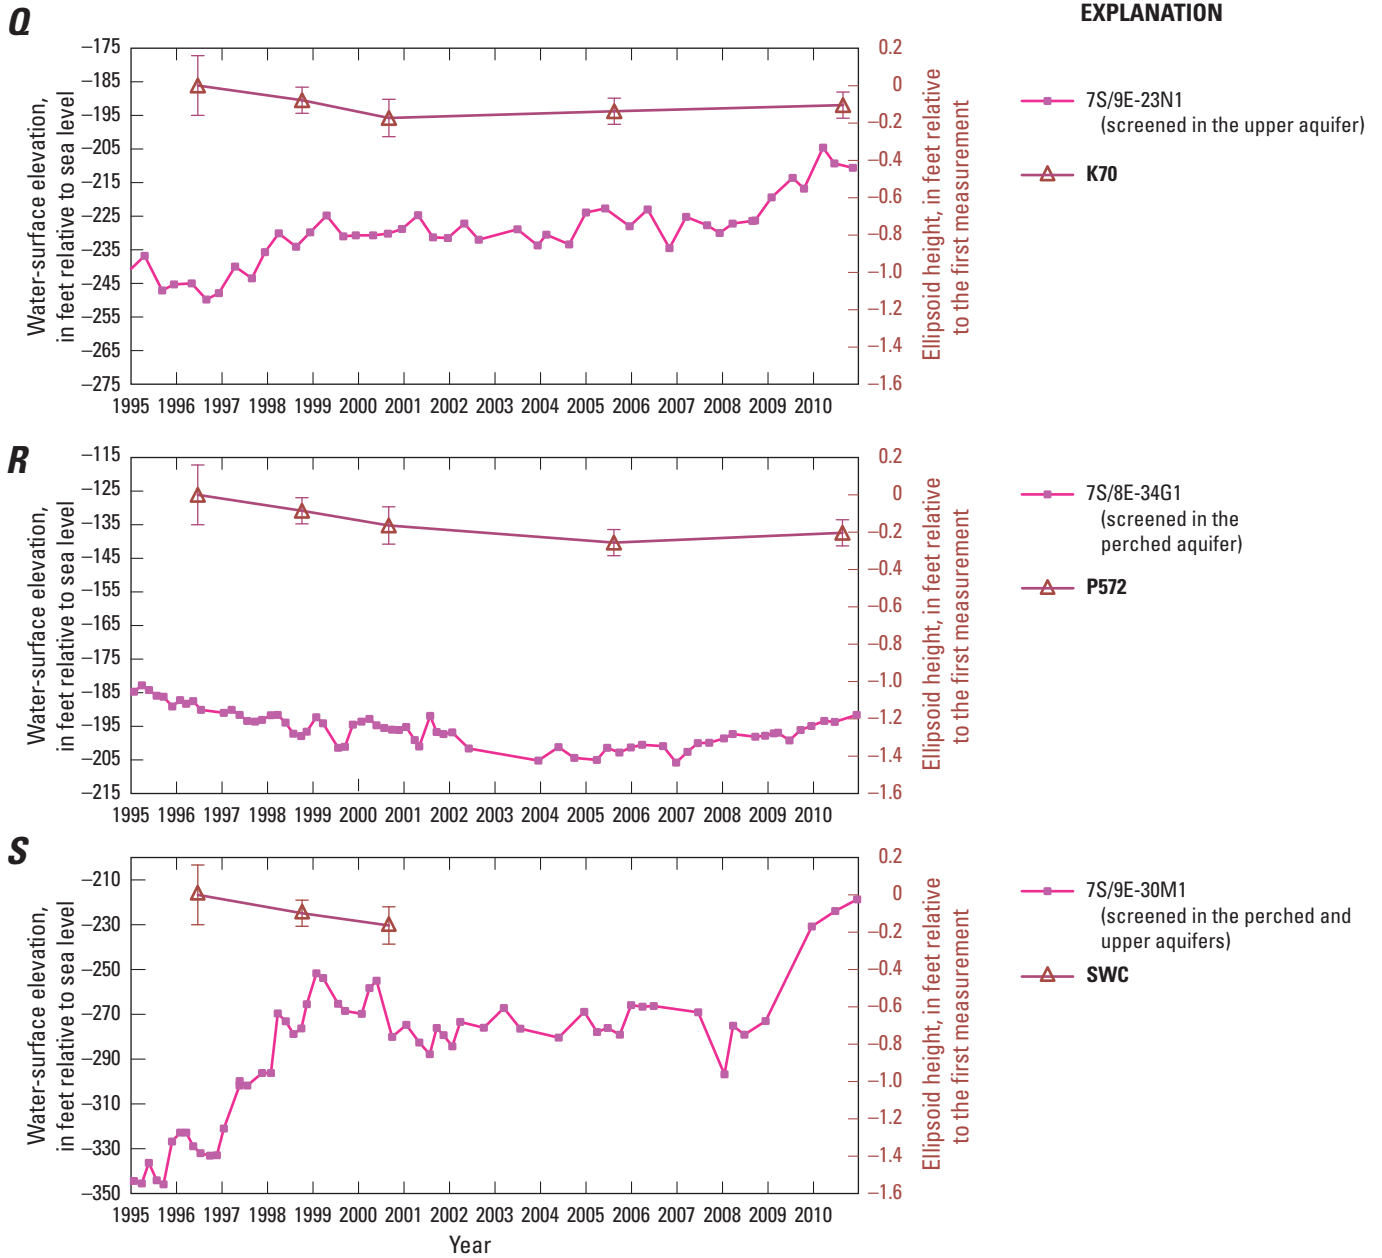 Q
EXPLANATION
Water-surface elevation,
in feet relative to sea level
–175
–185
–195
–205
–215
–225
–235
–245
–255
–265
–275
0.2
0
–0.2
–0.4
–0.6
–0.8
–1.0
–1.2
–1.4
–1.6
Ellipsoid height, in feet relative
to the first measurement
1995 1996 1997 1998 1999 2000 2001 2002 2003 2004 2005 2006 2007 2008 2009 2010
7S/9E-23N1
(screened in the upper aquifer)
K70
R
Water-surface elevation,
in feet relative to sea level
–115
–125
–135
–145
–155
–165
–175
–185
–195
–205
–215
0.2
0
–0.2
–0.4
–0.6
–0.8
–1.0
–1.2
–1.4
–1.6
Ellipsoid height, in feet relative
to the first measurement
1995 1996 1997 1998 1999 2000 2001 2002 2003 2004 2005 2006 2007 2008 2009 2010
7S/8E-34G1
(screened in the
perched aquifer)
P572
S
Water-surface elevation,
in feet relative to sea level
–210
–230
–250
–270
–290
–310
–330
–350
0.2
0
–0.2
–0.4
–0.6
–0.8
–1.0
–1.2
–1.4
–1.6
Ellipsoid height, in feet relative
to the first measurement
1995 1996 1997 1998 1999 2000 2001 2002 2003 2004 2005 2006 2007 2008 2009 2010
Year
7S/9E-30M1
(screened in the perched and
upper aquifers)
SWC